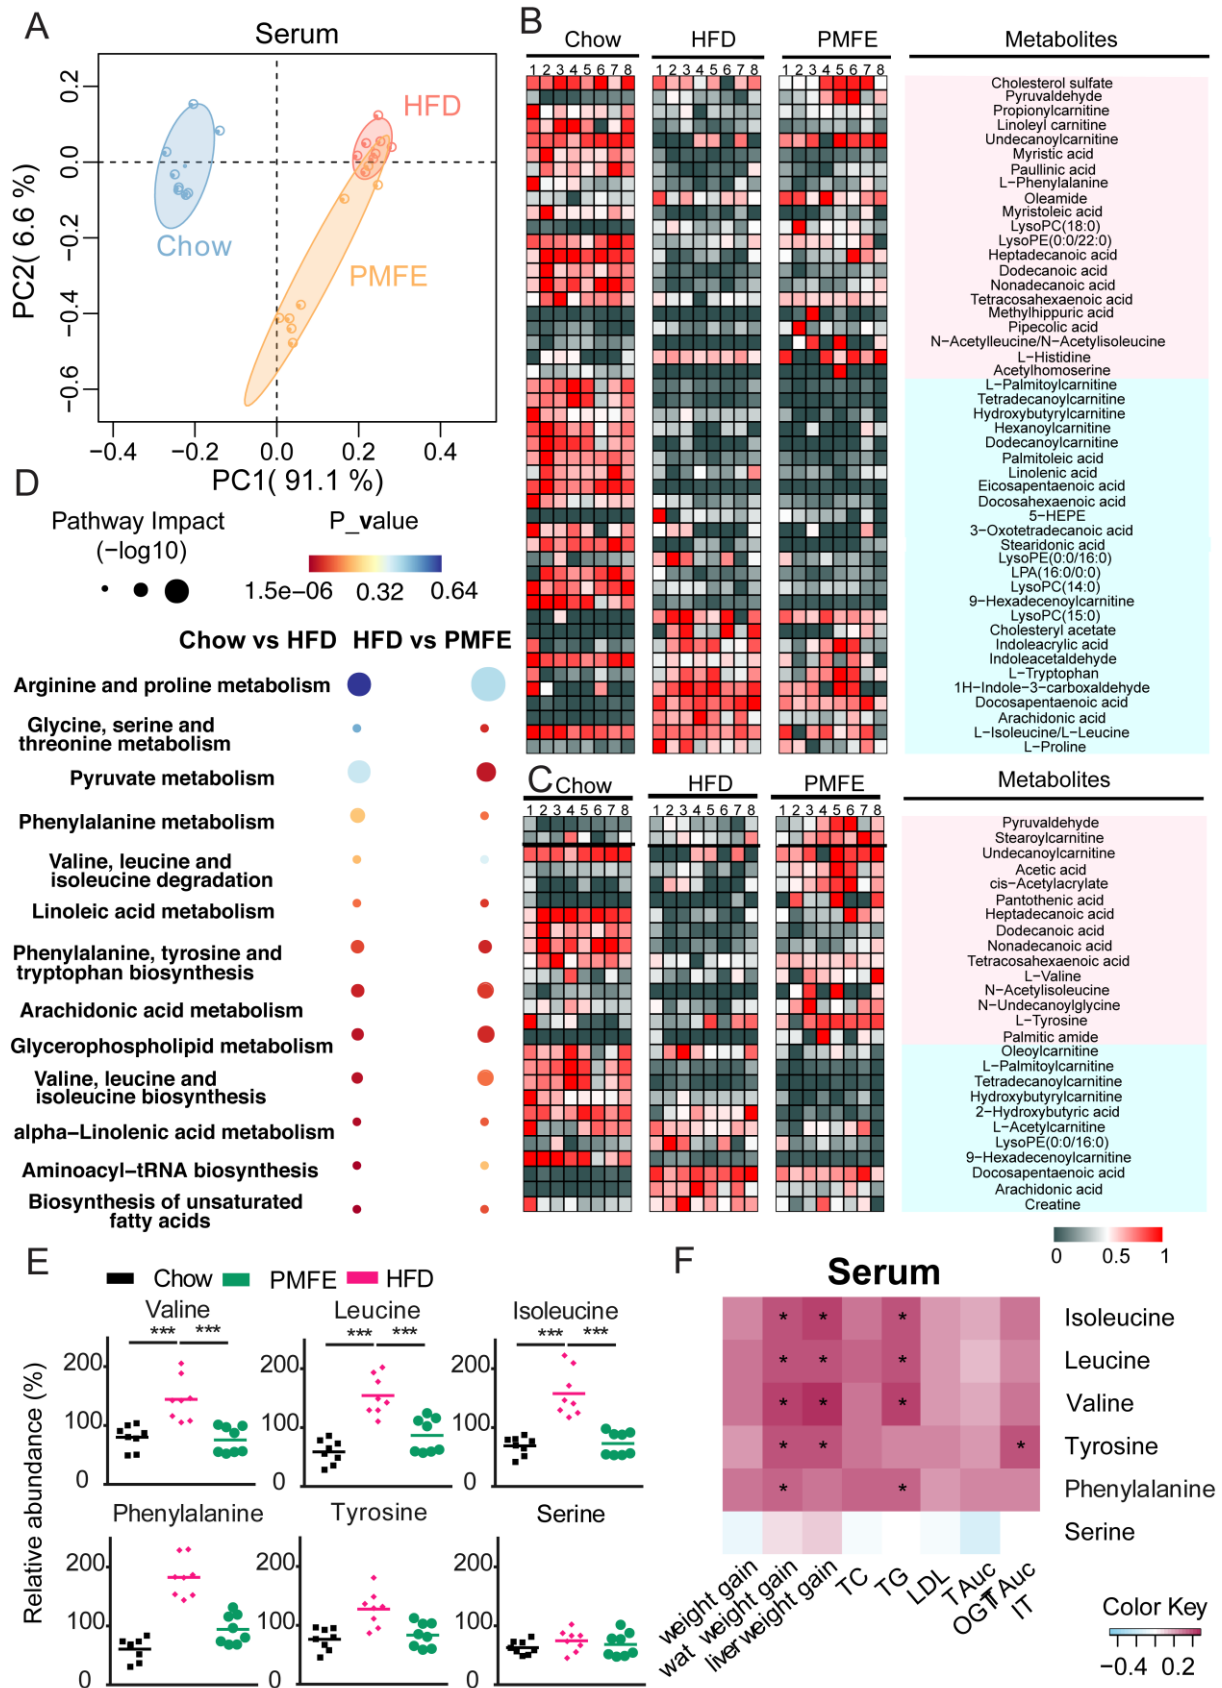 A
Serum
PC2( 6.6 %)
0.2
0.0
−0.2
−0.4
−0.6
HFD
Chow
PMFE
−0.4
−0.2
0.0
0.2
0.4
PC1( 91.1 %)
B
Chow
HFD
PMFE
Metabolites
1 2 3 4 5 6 7 8
1 2 3 4 5 6 7 8
1 2 3 4 5 6 7 8
Cholesterol sulfate
Pyruvaldehyde
Propionylcarnitine
Linoleyl carnitine
Undecanoylcarnitine
Myristic acid
Paullinic acid
L−Phenylalanine
Oleamide
Myristoleic acid
LysoPC(18:0)
LysoPE(0:0/22:0)
Heptadecanoic acid
Dodecanoic acid
Nonadecanoic acid
Tetracosahexaenoic acid
Methylhippuric acid
Pipecolic acid
N−Acetylleucine/N−Acetylisoleucine
L−Histidine
Acetylhomoserine
L−Palmitoylcarnitine
Tetradecanoylcarnitine
Hydroxybutyrylcarnitine
Hexanoylcarnitine
Dodecanoylcarnitine
Palmitoleic acid
Linolenic acid
Eicosapentaenoic acid
Docosahexaenoic acid
5−HEPE
3−Oxotetradecanoic acid
Stearidonic acid
LysoPE(0:0/16:0)
LPA(16:0/0:0)
LysoPC(14:0)
9−Hexadecenoylcarnitine
LysoPC(15:0)
Cholesteryl acetate
Indoleacrylic acid
Indoleacetaldehyde
L−Tryptophan
1H−Indole−3−carboxaldehyde
Docosapentaenoic acid
Arachidonic acid
L−Isoleucine/L−Leucine
L−Proline
C
Chow
HFD
PMFE
Metabolites
1 2 3 4 5 6 7 8
1 2 3 4 5 6 7 8
1 2 3 4 5 6 7 8
Pyruvaldehyde
Stearoylcarnitine
Undecanoylcarnitine
Acetic acid
cis−Acetylacrylate
Pantothenic acid
Heptadecanoic acid
Dodecanoic acid
Nonadecanoic acid
Tetracosahexaenoic acid
L−Valine
N−Acetylisoleucine
N−Undecanoylglycine
L−Tyrosine
Palmitic amide
Oleoylcarnitine
L−Palmitoylcarnitine
Tetradecanoylcarnitine
Hydroxybutyrylcarnitine
2−Hydroxybutyric acid
L−Acetylcarnitine
LysoPE(0:0/16:0)
9−Hexadecenoylcarnitine
Docosapentaenoic acid
Arachidonic acid
Creatine
0 0.5 1
D
Pathway Impact
(−log10)
P_value
1.5e−06 0.32 0.64
Chow vs HFD HFD vs PMFE
Arginine and proline metabolism
Glycine, serine and
threonine metabolism
Pyruvate metabolism
Phenylalanine metabolism
Valine, leucine and
isoleucine degradation
Linoleic acid metabolism
Phenylalanine, tyrosine and
tryptophan biosynthesis
Arachidonic acid metabolism
Glycerophospholipid metabolism
Valine, leucine and
isoleucine biosynthesis
alpha−Linolenic acid metabolism
Aminoacyl−tRNA biosynthesis
Biosynthesis of unsaturated
fatty acids
E
Chow PMFE HFD
Relative abundance (%)
Valine
*** ***
200
100
0
Leucine
*** ***
200
100
0
Isoleucine
*** ***
200
100
0
Phenylalanine
200
100
0
Tyrosine
200
100
0
Serine
200
100
0
F
Serum
* * *
Isoleucine
* * *
Leucine
* * *
Valine
* * *
Tyrosine
* *
Phenylalanine
Serine
weight gain
wat weight gain
liver weight gain
TC
TG
LDL
TAuc
OGTT
TAuc
IT
Color Key
−0.4 0.2